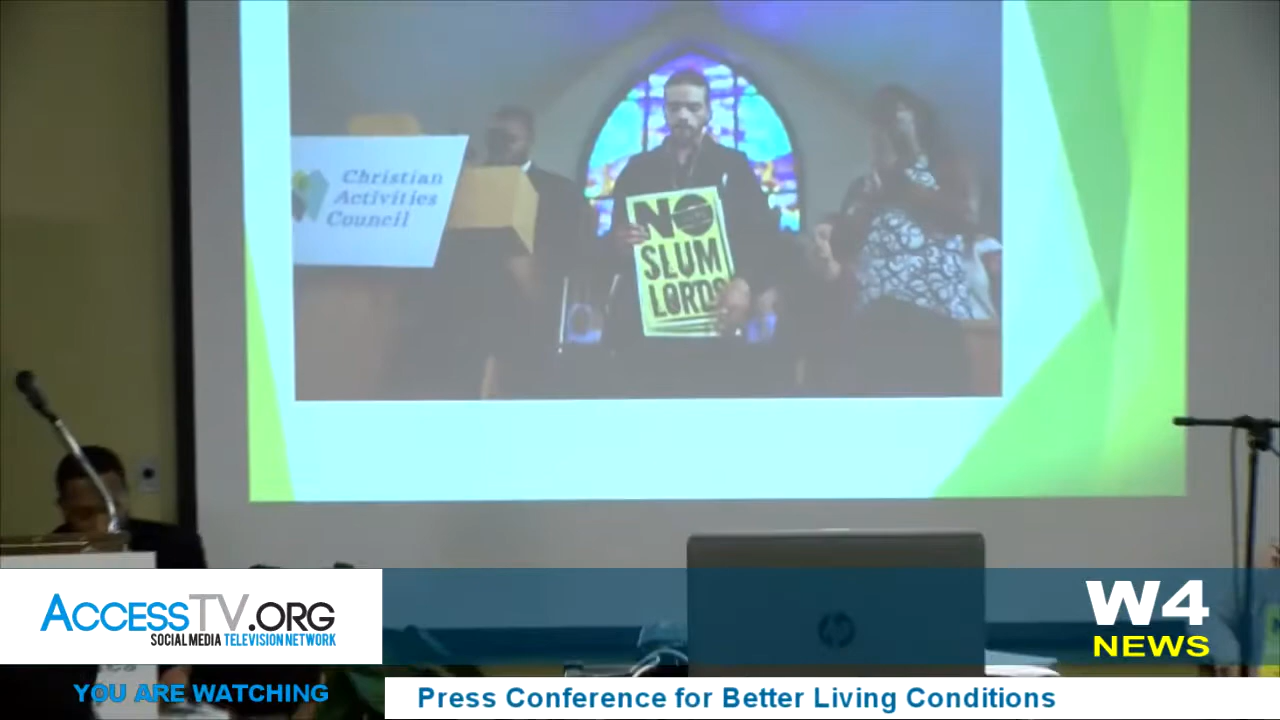 Christian
Activities
Council
NO
SLUM
LORDS
ACCESSTV.ORG
SOCIAL MEDIA TELEVISION NETWORK
W4
NEWS
hp
YOU ARE WATCHING
Press Conference for Better Living Conditions